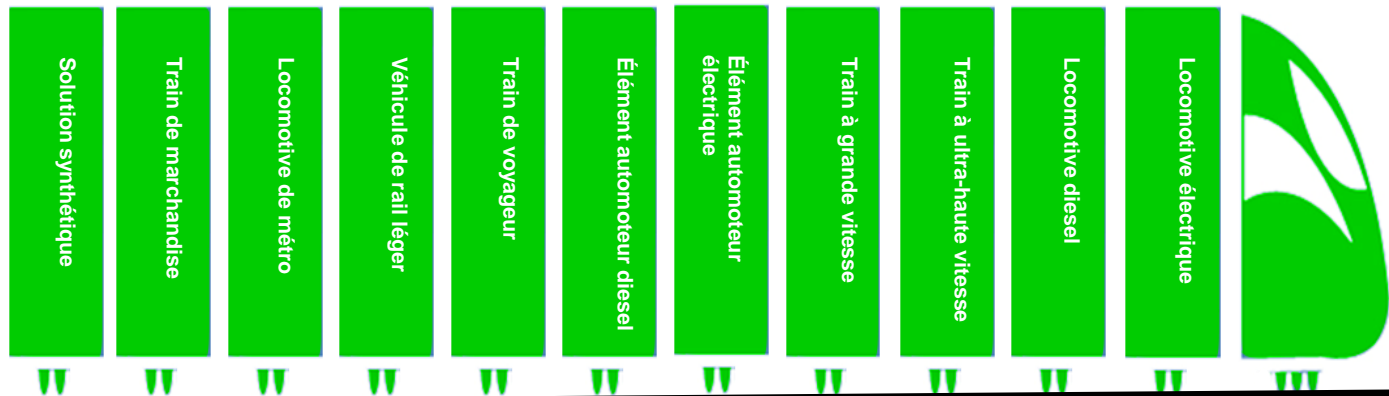 Solution synthétique
Train de marchandise
Locomotive de métro
Véhicule de rail léger
Train de voyageur
Élément automoteur diesel
Élément automoteur
électrique
Train à grande vitesse
Train à ultra-haute vitesse
Locomotive diesel
Locomotive électrique